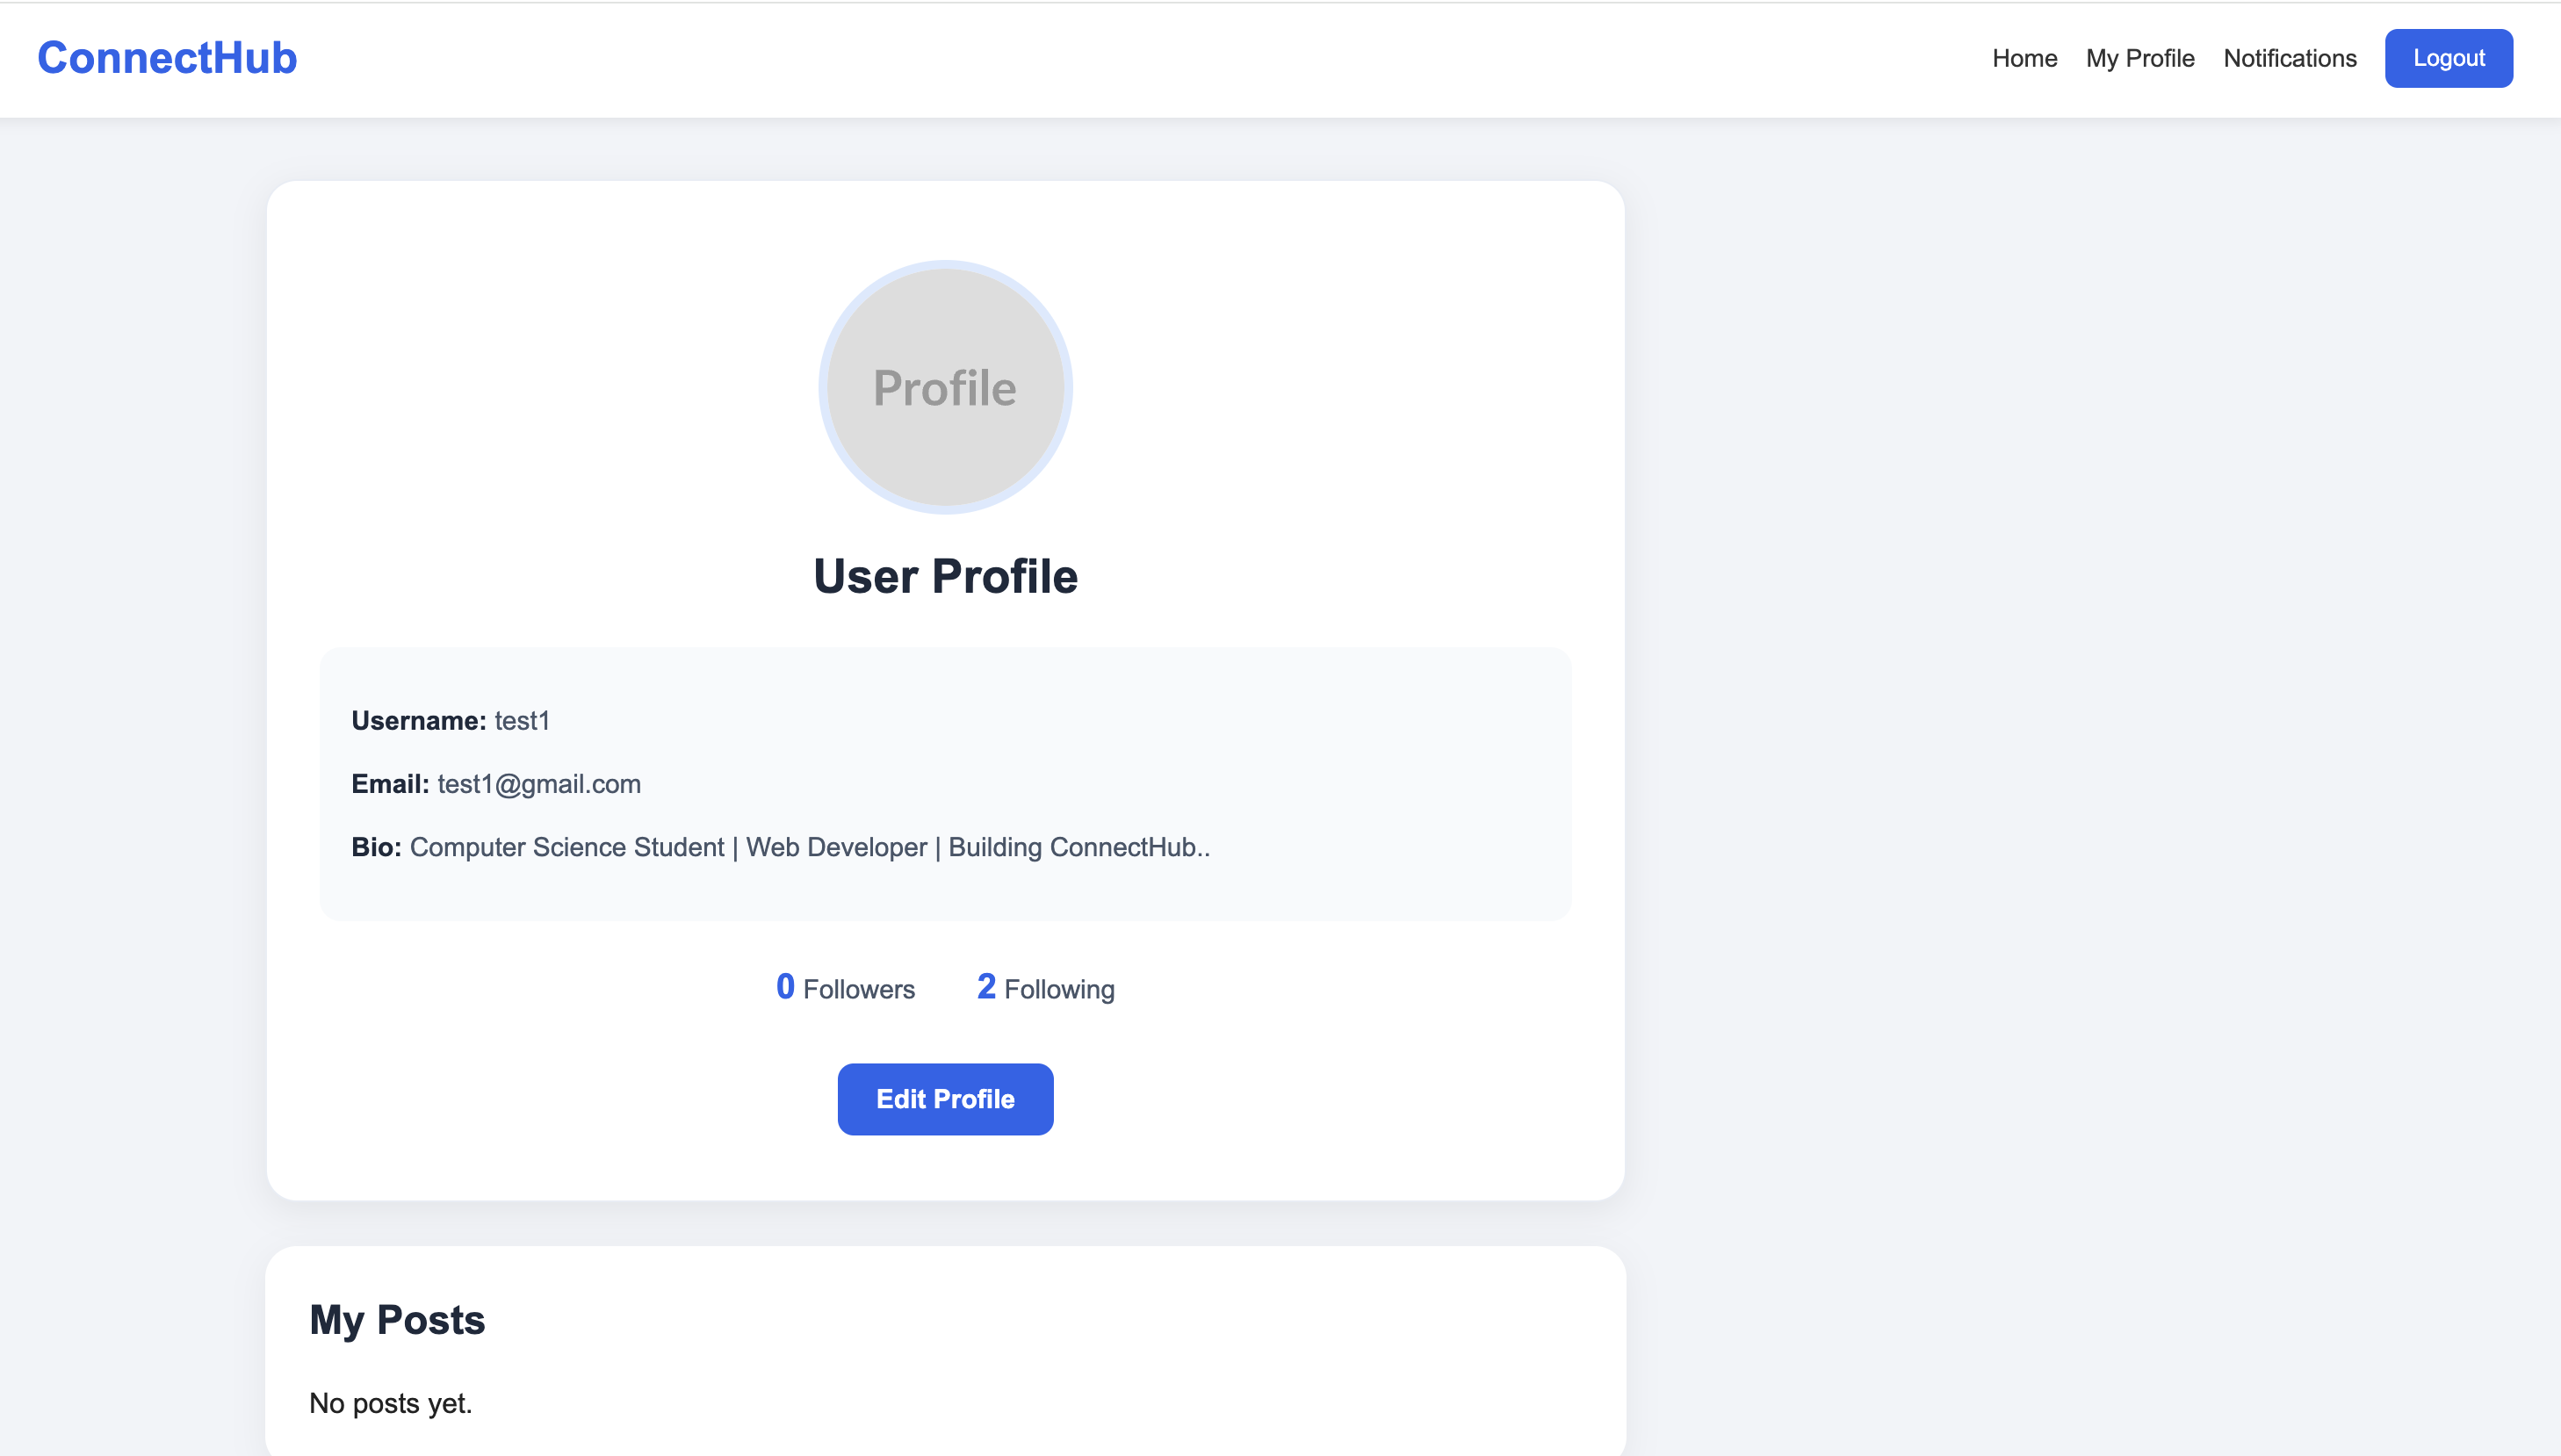 ConnectHub
Home My Profile Notifications Logout
Profile
User Profile
Username: test1
Email: test1@gmail.com
Bio: Computer Science Student | Web Developer | Building ConnectHub..
0 Followers 2 Following
Edit Profile
My Posts
No posts yet.